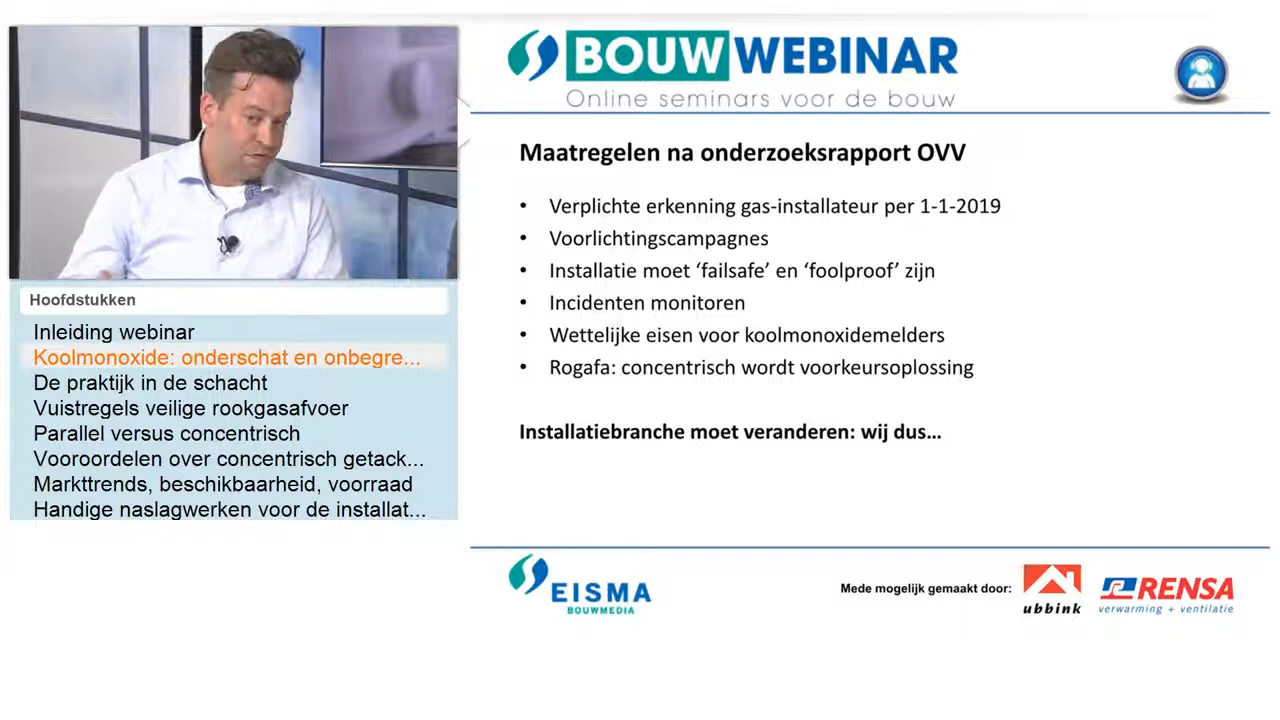 BOUW WEBINAR
Online seminars voor de bouw
Maatregelen na onderzoeksrapport OVV
• Verplichte erkenning gas-installateur per 1-1-2019
• Voorlichtingscampagnes
• Installatie moet ‘failsafe’ en ‘foolproof’ zijn
• Incidenten monitoren
• Wettelijke eisen voor koolmonoxidemelders
• Rogafa: concentrisch wordt voorkeursoplossing
Installatiebranche moet veranderen: wij dus…
Hoofdstukken
Inleiding webinar
Koolmonoxide: onderschat en onbegre...
De praktijk in de schacht
Vuistregels veilige rookgasafvoer
Parallel versus concentrisch
Vooroordelen over concentrisch getack...
Markttrends, beschikbaarheid, voorraad
Handige naslagwerken voor de installat...
EISMA
BOUWMEDIA
Mede mogelijk gemaakt door:
ubbink
RENSA
verwarming + ventilatie